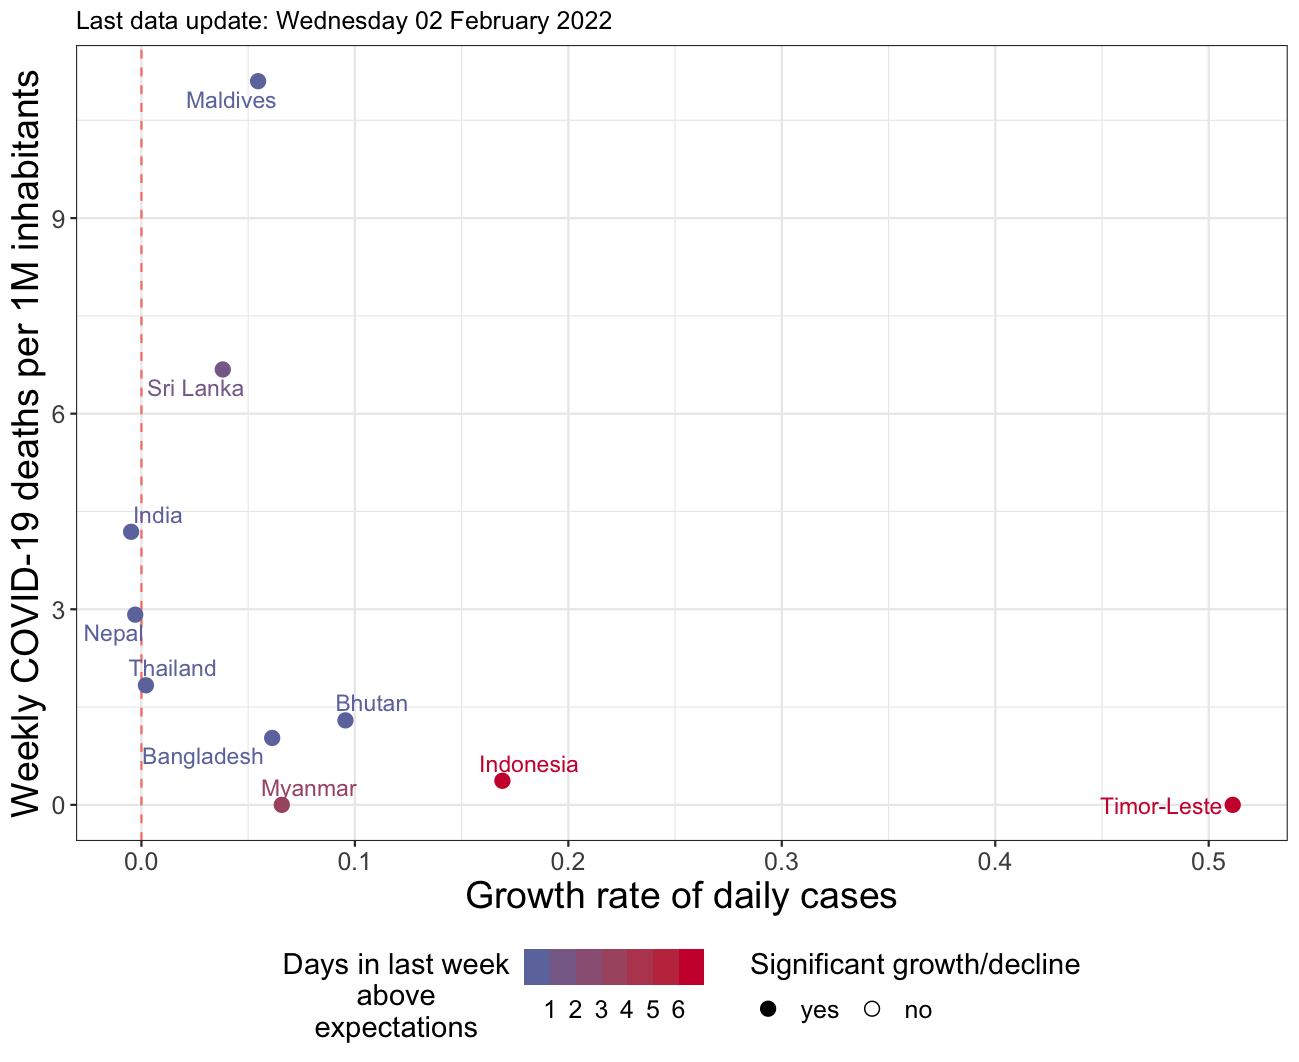 Last data update: Wednesday 02 February 2022
Weekly COVID-19 deaths per 1M inhabitants
9
6
3
0
Maldives
Sri Lanka
India
Nepal
Thailand
Bhutan
Bangladesh
Indonesia
Myanmar
Timor-Leste
0.0 0.1 0.2 0.3 0.4 0.5
Growth rate of daily cases
Days in last week
above
expectations
1 2 3 4 5 6
Significant growth/decline
yes no